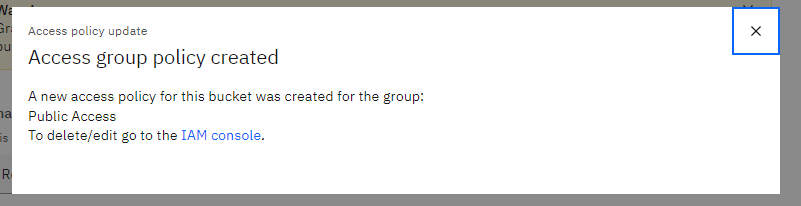 Access policy update
Access group policy created
A new access policy for this bucket was created for the group:
Public Access
To delete/edit go to the IAM console.